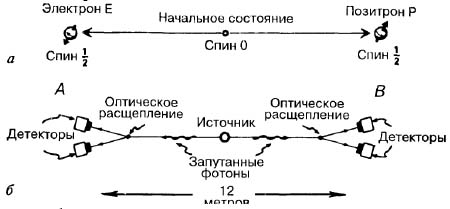 Электрон E
Начальное состояние
Позитрон P
Спин 1/2
Спин 0
Спин 1/2
а
A
B
Оптическое
расщепление
Источник
Оптическое
расщепление
Детекторы
Детекторы
Запутанные
фотоны
б
12
метров